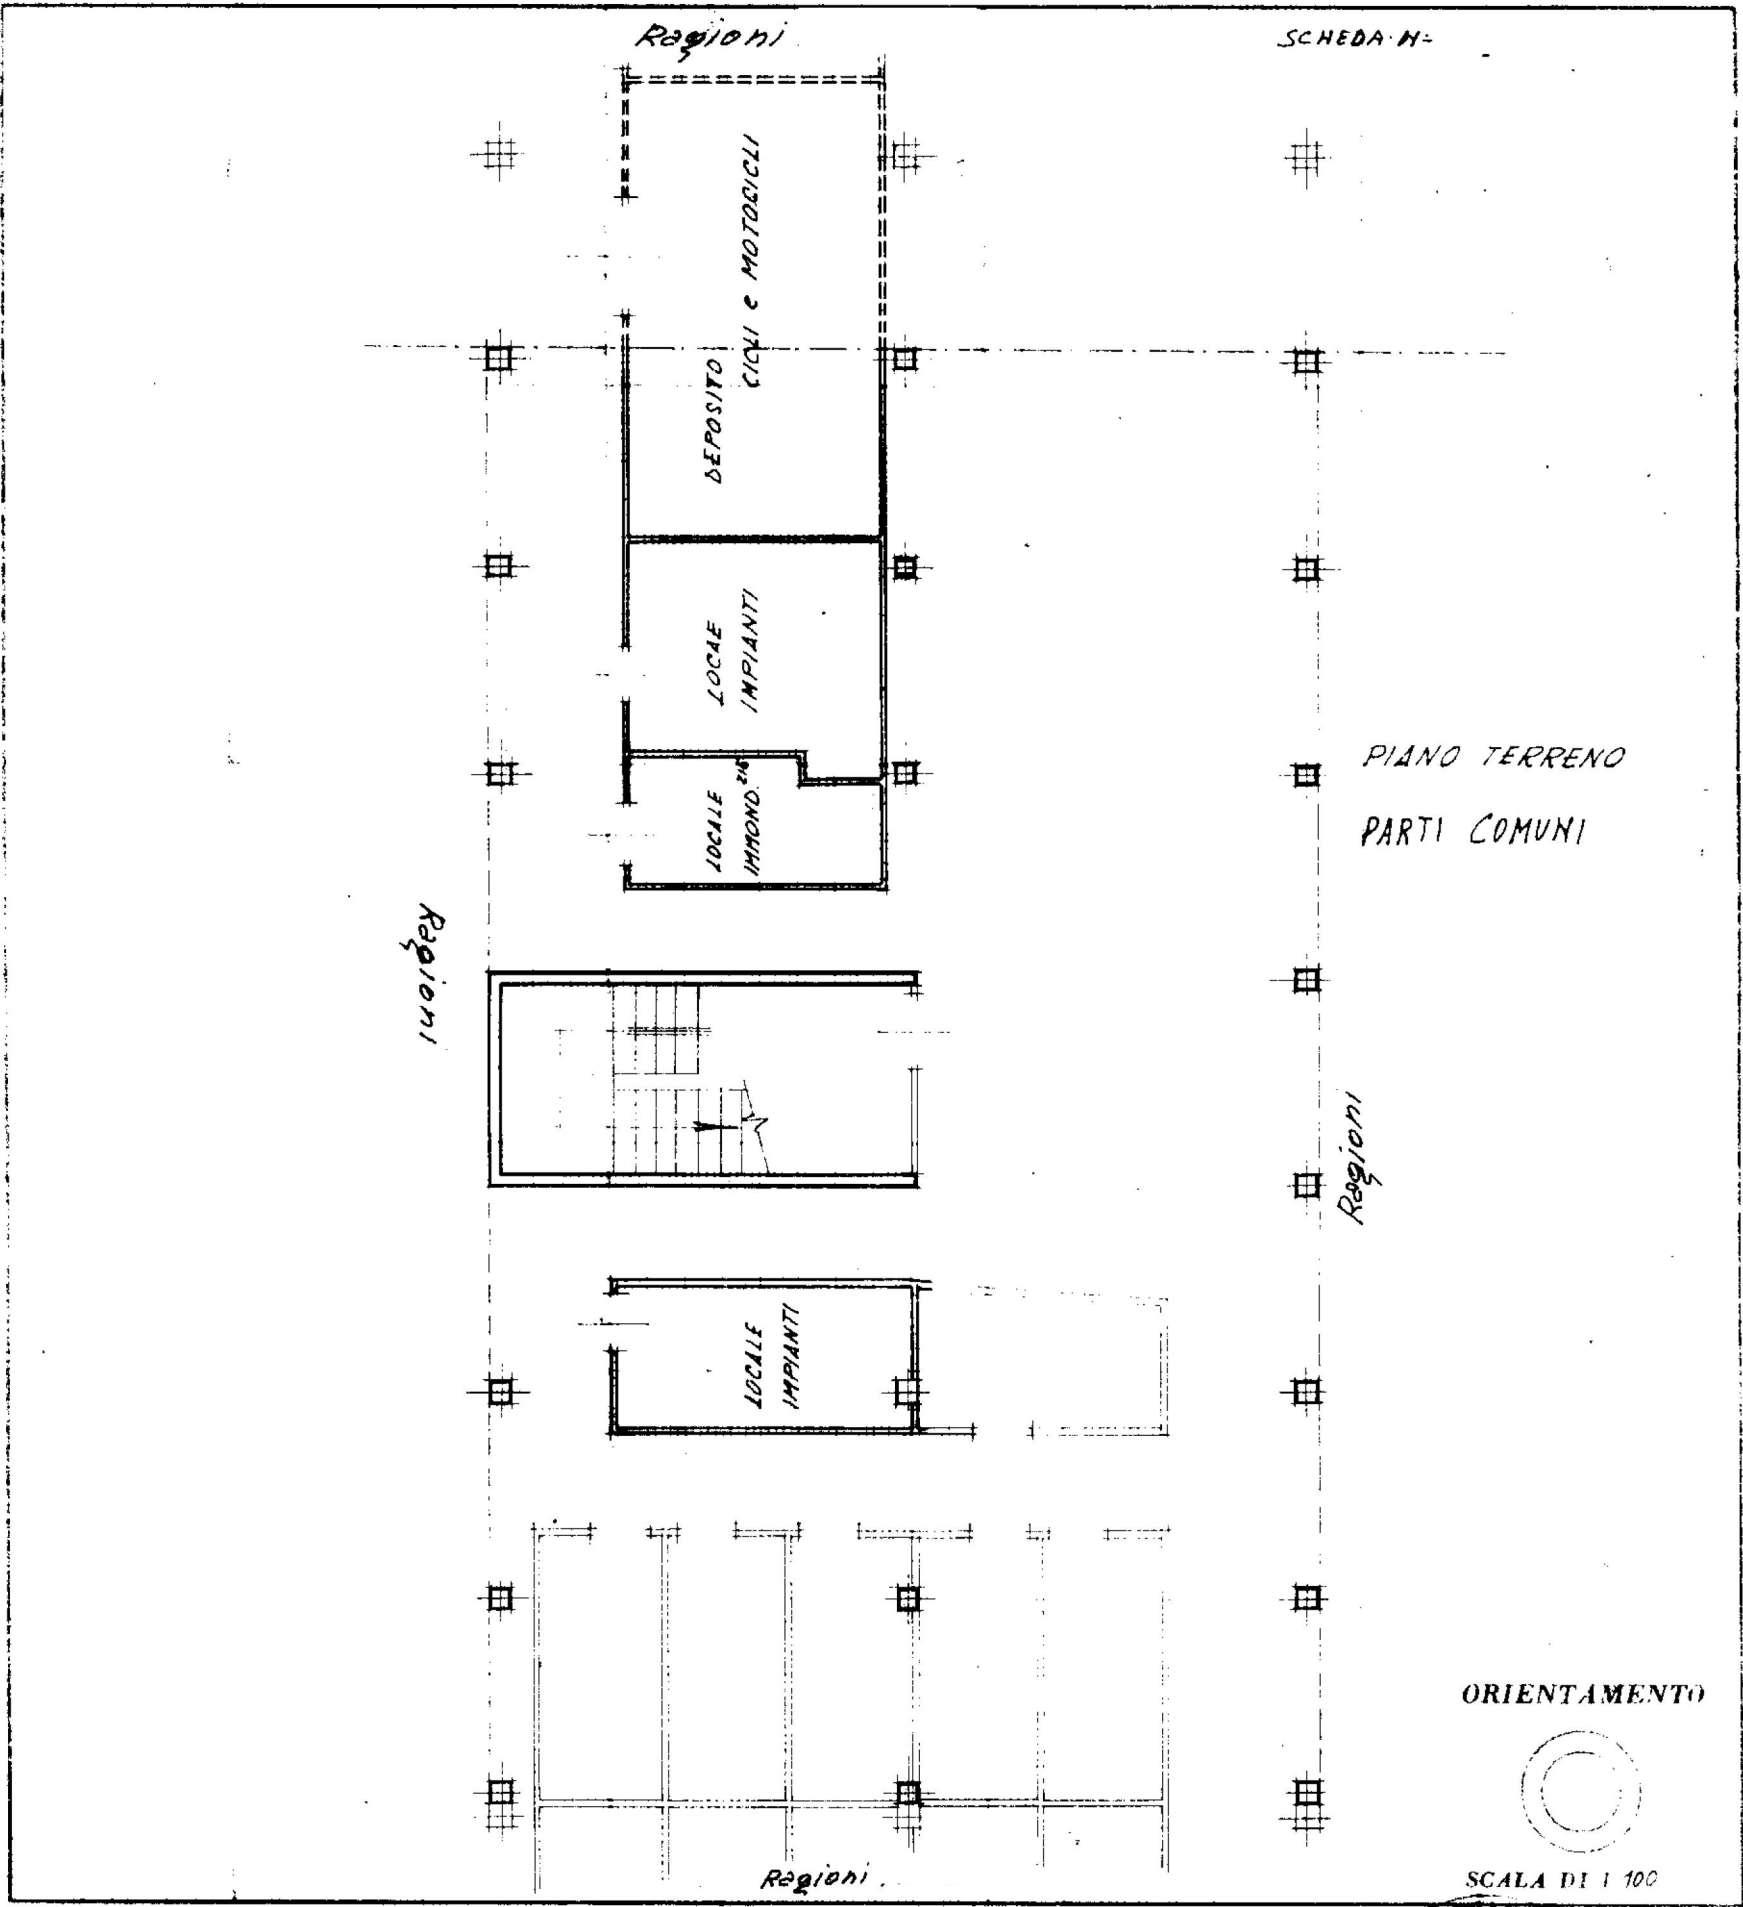 Ragioni
SCHEDA N=
DEPOSITO
CICLI e MOTOCICLI
LOCAE
IMPIANTI
LOCALE
IMMOND.
PIANO TERRENO
PARTI COMUNI
Ragioni
Ragioni
LOCALE
IMPIANTI
ORIENTAMENTO
SCALA DI 1 100
Ragioni